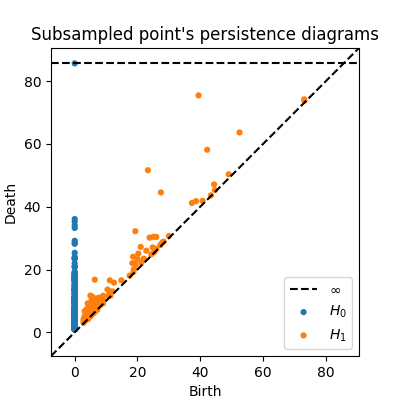 Subsampled point's persistence diagrams
80
60
40
20
0
Death
∞
H₀
H₁
0 20 40 60 80
Birth